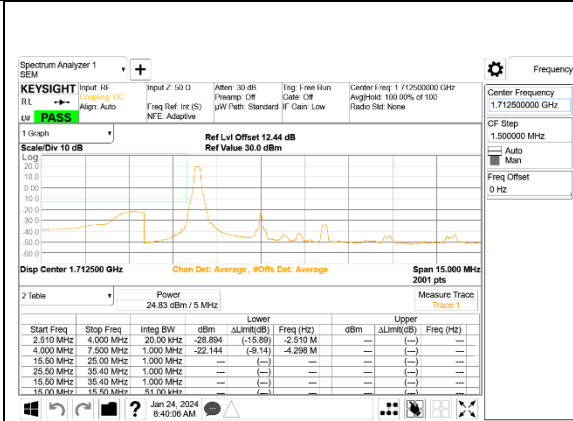 Spectrum Analyzer 1
SEM
Frequency
KEYSIGHT Input: RF Input Z: 50 Ω Atten: 30 dB Trig: Free Run Center Freq: 1.712500000 GHz
RL Coupling: DC Preamp: Off Gate: Off Avg|Hold: 100.00% of 100
Align: Auto Freq Ref: Int (S) µW Path: Standard IF Gain: Low Radio Std: None
NFE: Adaptive
PASS
Center Frequency
1.712500000 GHz
CF Step
1.500000 MHz
Auto
Man
Freq Offset
0 Hz
1 Graph
Ref Lvl Offset 12.44 dB
Scale/Div 10 dB Ref Value 30.0 dBm
Log
20.0
10.0
0.00
-10.0
-20.0
-30.0
-40.0
-50.0
-60.0
Disp Center 1.712500 GHz Chan Det: Average, #Offs Det: Average Span 15.000 MHz
2001 pts
2 Table Power Measure Trace
24.83 dBm / 5 MHz Trace 1
Lower Upper
Start Freq Stop Freq Integ BW dBm ΔLimit(dB) Freq (Hz) dBm ΔLimit(dB) Freq (Hz)
2.510 MHz 4.000 MHz 20.00 kHz -28.894 (-15.89) -2.510 M --- (---) ---
4.000 MHz 7.500 MHz 1.000 MHz -22.144 (-9.14) -4.298 M --- (---) ---
15.50 MHz 25.00 MHz 1.000 MHz --- (---) --- --- (---) ---
25.50 MHz 35.40 MHz 1.000 MHz --- (---) --- --- (---) ---
15.50 MHz 35.40 MHz 1.000 MHz --- (---) --- --- (---) ---
15.00 MHz 15.50 MHz 51.00 kHz --- (---) --- --- (---) ---
? Jan 24, 2024
8:40:06 AM